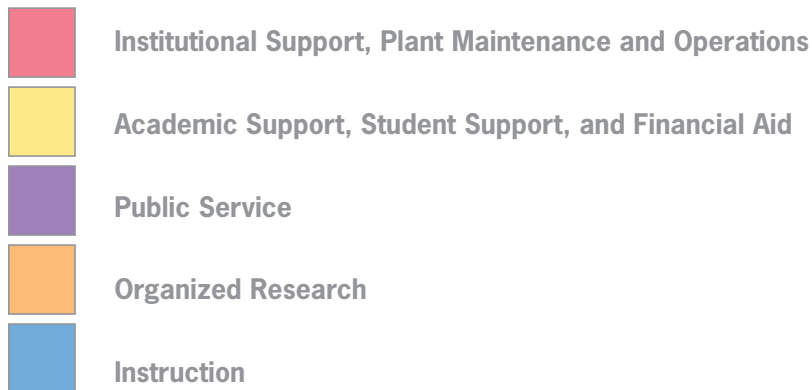 Institutional Support, Plant Maintenance and Operations
Academic Support, Student Support, and Financial Aid
Public Service
Organized Research
Instruction